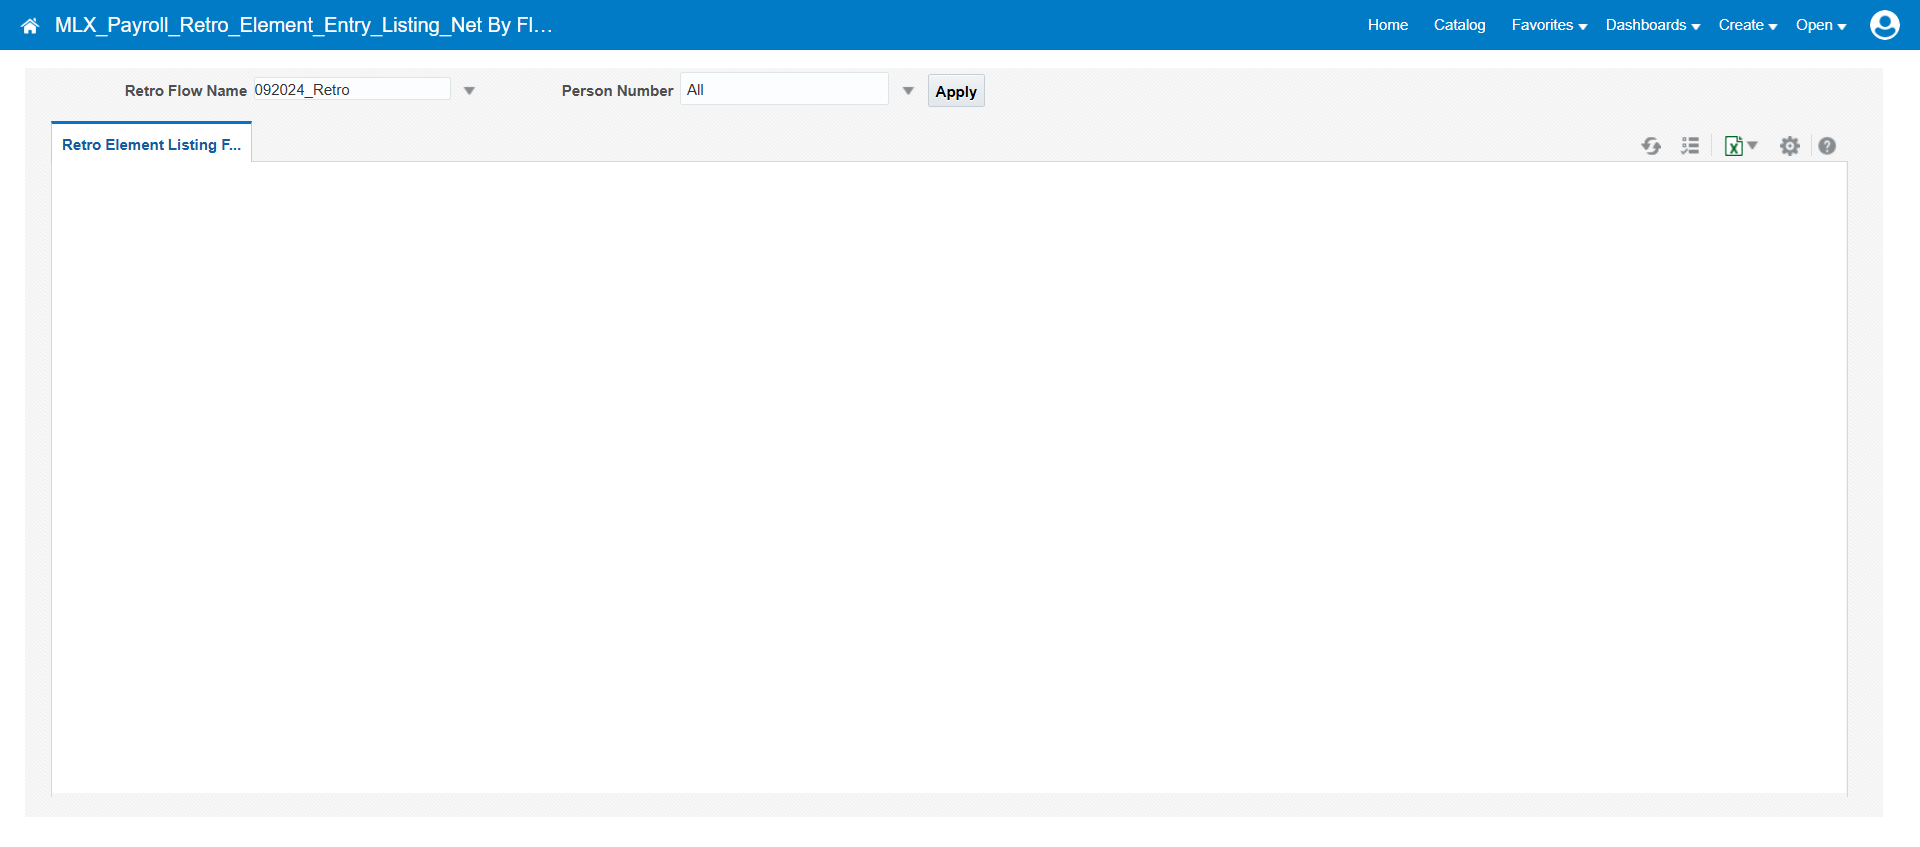 MLX_Payroll_Retro_Element_Entry_Listing_Net By Fl...
Home Catalog Favorites Dashboards Create Open
Retro Flow Name 092024_Retro Person Number All Apply
Retro Element Listing F...